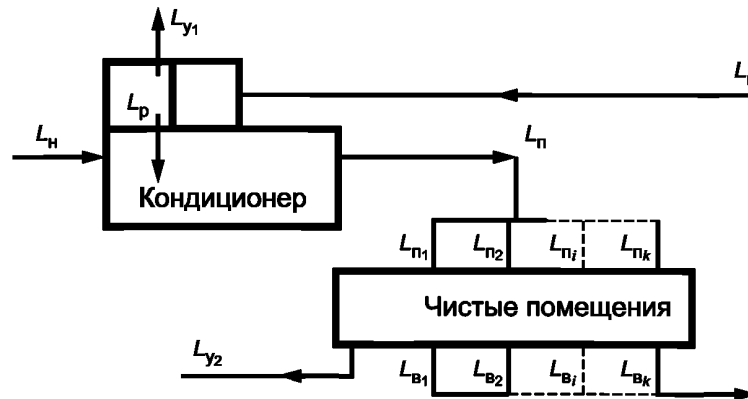 Lу1
Lр
Lн
Lп
Кондиционер
Lп1 Lп2 Lпi Lпk
Чистые помещения
Lу2
Lв1 Lв2 Lвi Lвk